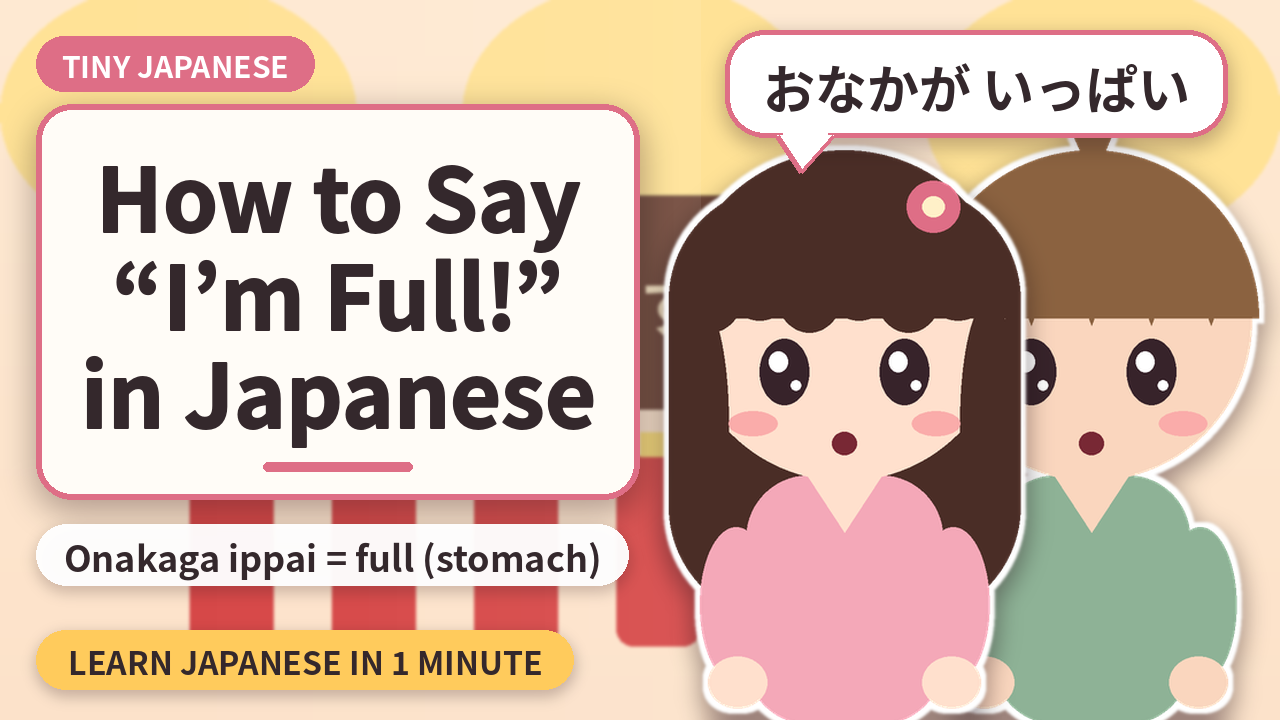 TINY JAPANESE
おなかが いっぱい
How to Say
“I’m Full!”
in Japanese
Onakaga ippai = full (stomach)
LEARN JAPANESE IN 1 MINUTE